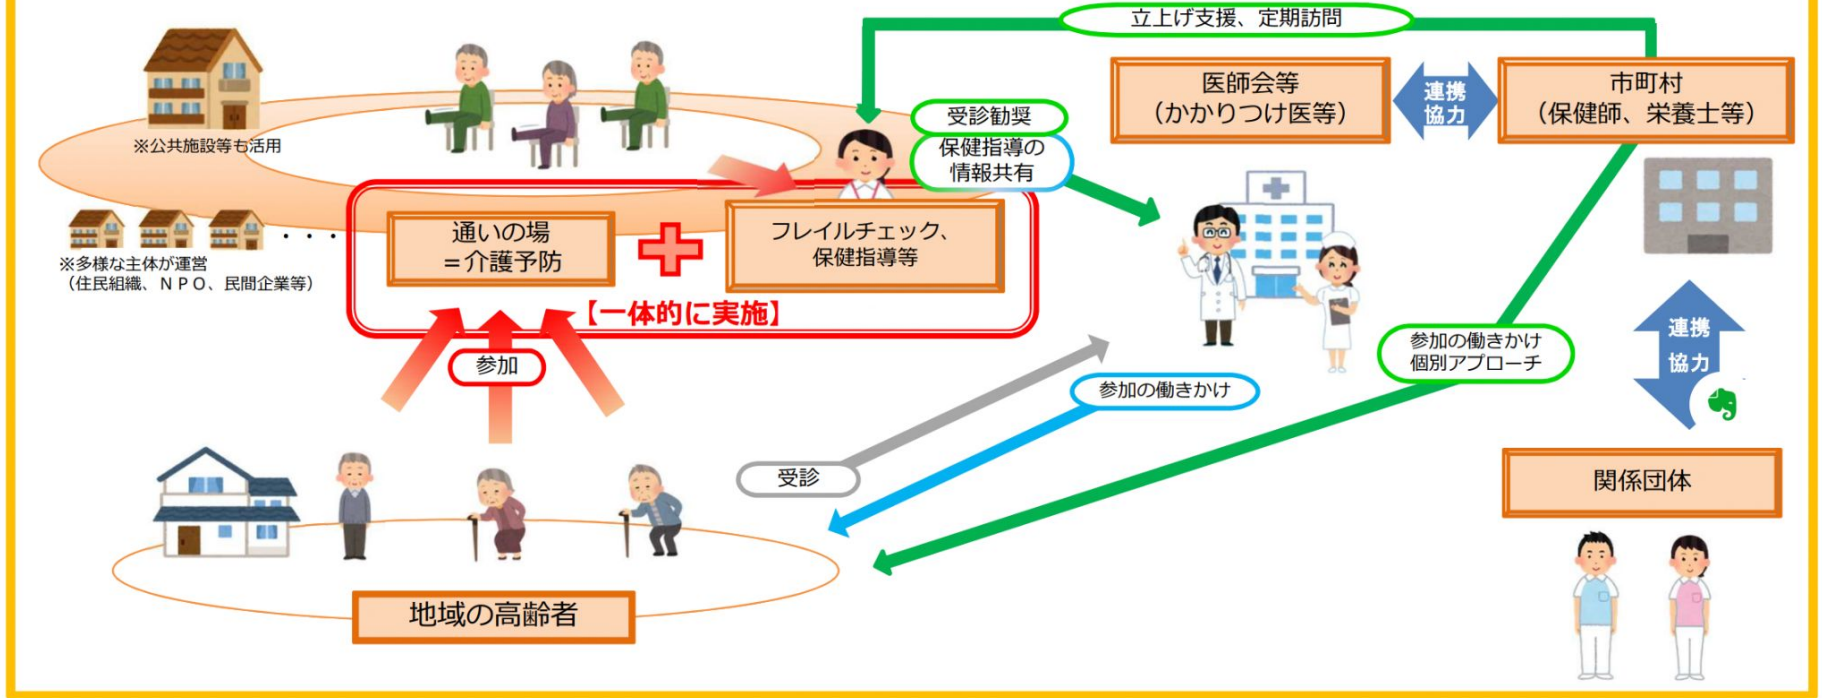 立上げ支援、定期訪問
医師会等
（かかりつけ医等）
連携
協力
市町村
（保健師、栄養士等）
受診勧奨
保健指導の
情報共有
※公共施設等も活用
・・・
※多様な主体が運営
（住民組織、ＮＰＯ、民間企業等）
通いの場
＝介護予防
フレイルチェック、
保健指導等
【一体的に実施】
参加
参加の働きかけ
個別アプローチ
連携
協力
参加の働きかけ
受診
関係団体
地域の高齢者